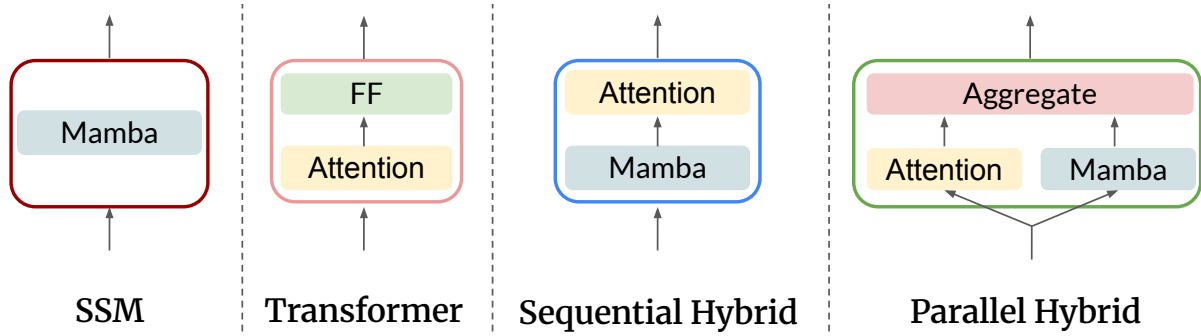 Mamba
SSM
FF
Attention
Transformer
Attention
Mamba
Sequential Hybrid
Aggregate
Attention
Mamba
Parallel Hybrid